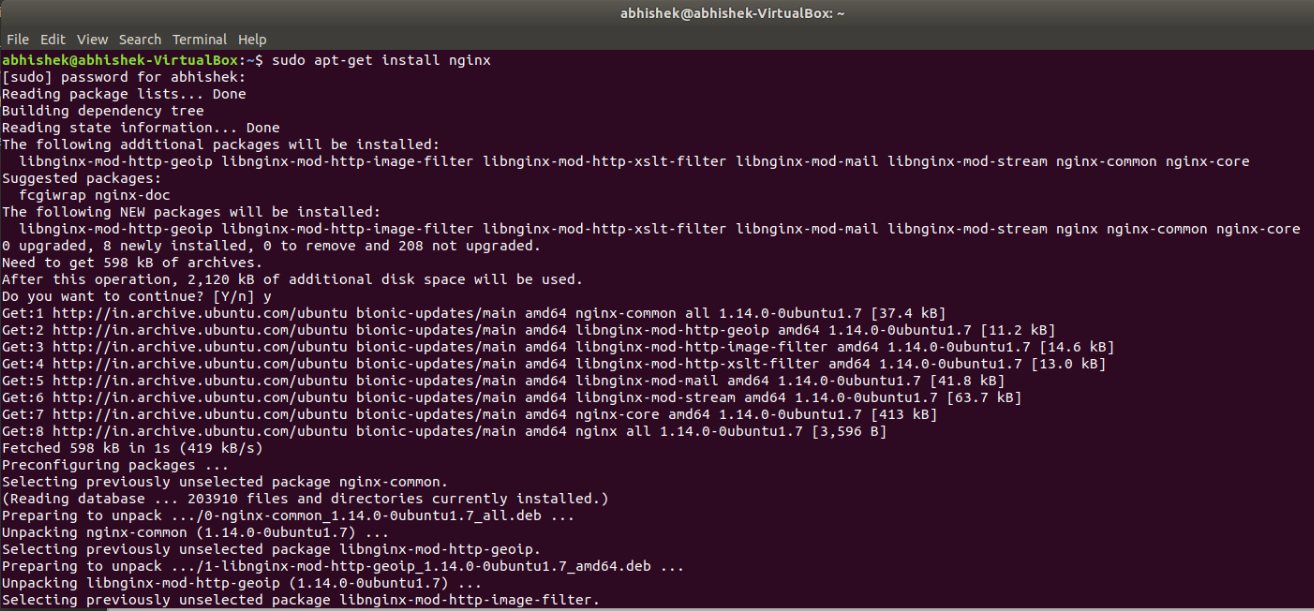 abhishek@abhishek-VirtualBox: ~
File Edit View Search Terminal Help
abhishek@abhishek-VirtualBox:~$ sudo apt-get install nginx
[sudo] password for abhishek:
Reading package lists... Done
Building dependency tree
Reading state information... Done
The following additional packages will be installed:
  libnginx-mod-http-geoip libnginx-mod-http-image-filter libnginx-mod-http-xslt-filter libnginx-mod-mail libnginx-mod-stream nginx-common nginx-core
Suggested packages:
  fcgiwrap nginx-doc
The following NEW packages will be installed:
  libnginx-mod-http-geoip libnginx-mod-http-image-filter libnginx-mod-http-xslt-filter libnginx-mod-mail libnginx-mod-stream nginx nginx-common nginx-core
0 upgraded, 8 newly installed, 0 to remove and 208 not upgraded.
Need to get 598 kB of archives.
After this operation, 2,120 kB of additional disk space will be used.
Do you want to continue? [Y/n] y
Get:1 http://in.archive.ubuntu.com/ubuntu bionic-updates/main amd64 nginx-common all 1.14.0-0ubuntu1.7 [37.4 kB]
Get:2 http://in.archive.ubuntu.com/ubuntu bionic-updates/main amd64 libnginx-mod-http-geoip amd64 1.14.0-0ubuntu1.7 [11.2 kB]
Get:3 http://in.archive.ubuntu.com/ubuntu bionic-updates/main amd64 libnginx-mod-http-image-filter amd64 1.14.0-0ubuntu1.7 [14.6 kB]
Get:4 http://in.archive.ubuntu.com/ubuntu bionic-updates/main amd64 libnginx-mod-http-xslt-filter amd64 1.14.0-0ubuntu1.7 [13.0 kB]
Get:5 http://in.archive.ubuntu.com/ubuntu bionic-updates/main amd64 libnginx-mod-mail amd64 1.14.0-0ubuntu1.7 [41.8 kB]
Get:6 http://in.archive.ubuntu.com/ubuntu bionic-updates/main amd64 libnginx-mod-stream amd64 1.14.0-0ubuntu1.7 [63.7 kB]
Get:7 http://in.archive.ubuntu.com/ubuntu bionic-updates/main amd64 nginx-core amd64 1.14.0-0ubuntu1.7 [413 kB]
Get:8 http://in.archive.ubuntu.com/ubuntu bionic-updates/main amd64 nginx all 1.14.0-0ubuntu1.7 [3,596 B]
Fetched 598 kB in 1s (419 kB/s)
Preconfiguring packages ...
Selecting previously unselected package nginx-common.
(Reading database ... 203910 files and directories currently installed.)
Preparing to unpack .../0-nginx-common_1.14.0-0ubuntu1.7_all.deb ...
Unpacking nginx-common (1.14.0-0ubuntu1.7) ...
Selecting previously unselected package libnginx-mod-http-geoip.
Preparing to unpack .../1-libnginx-mod-http-geoip_1.14.0-0ubuntu1.7_amd64.deb ...
Unpacking libnginx-mod-http-geoip (1.14.0-0ubuntu1.7) ...
Selecting previously unselected package libnginx-mod-http-image-filter.